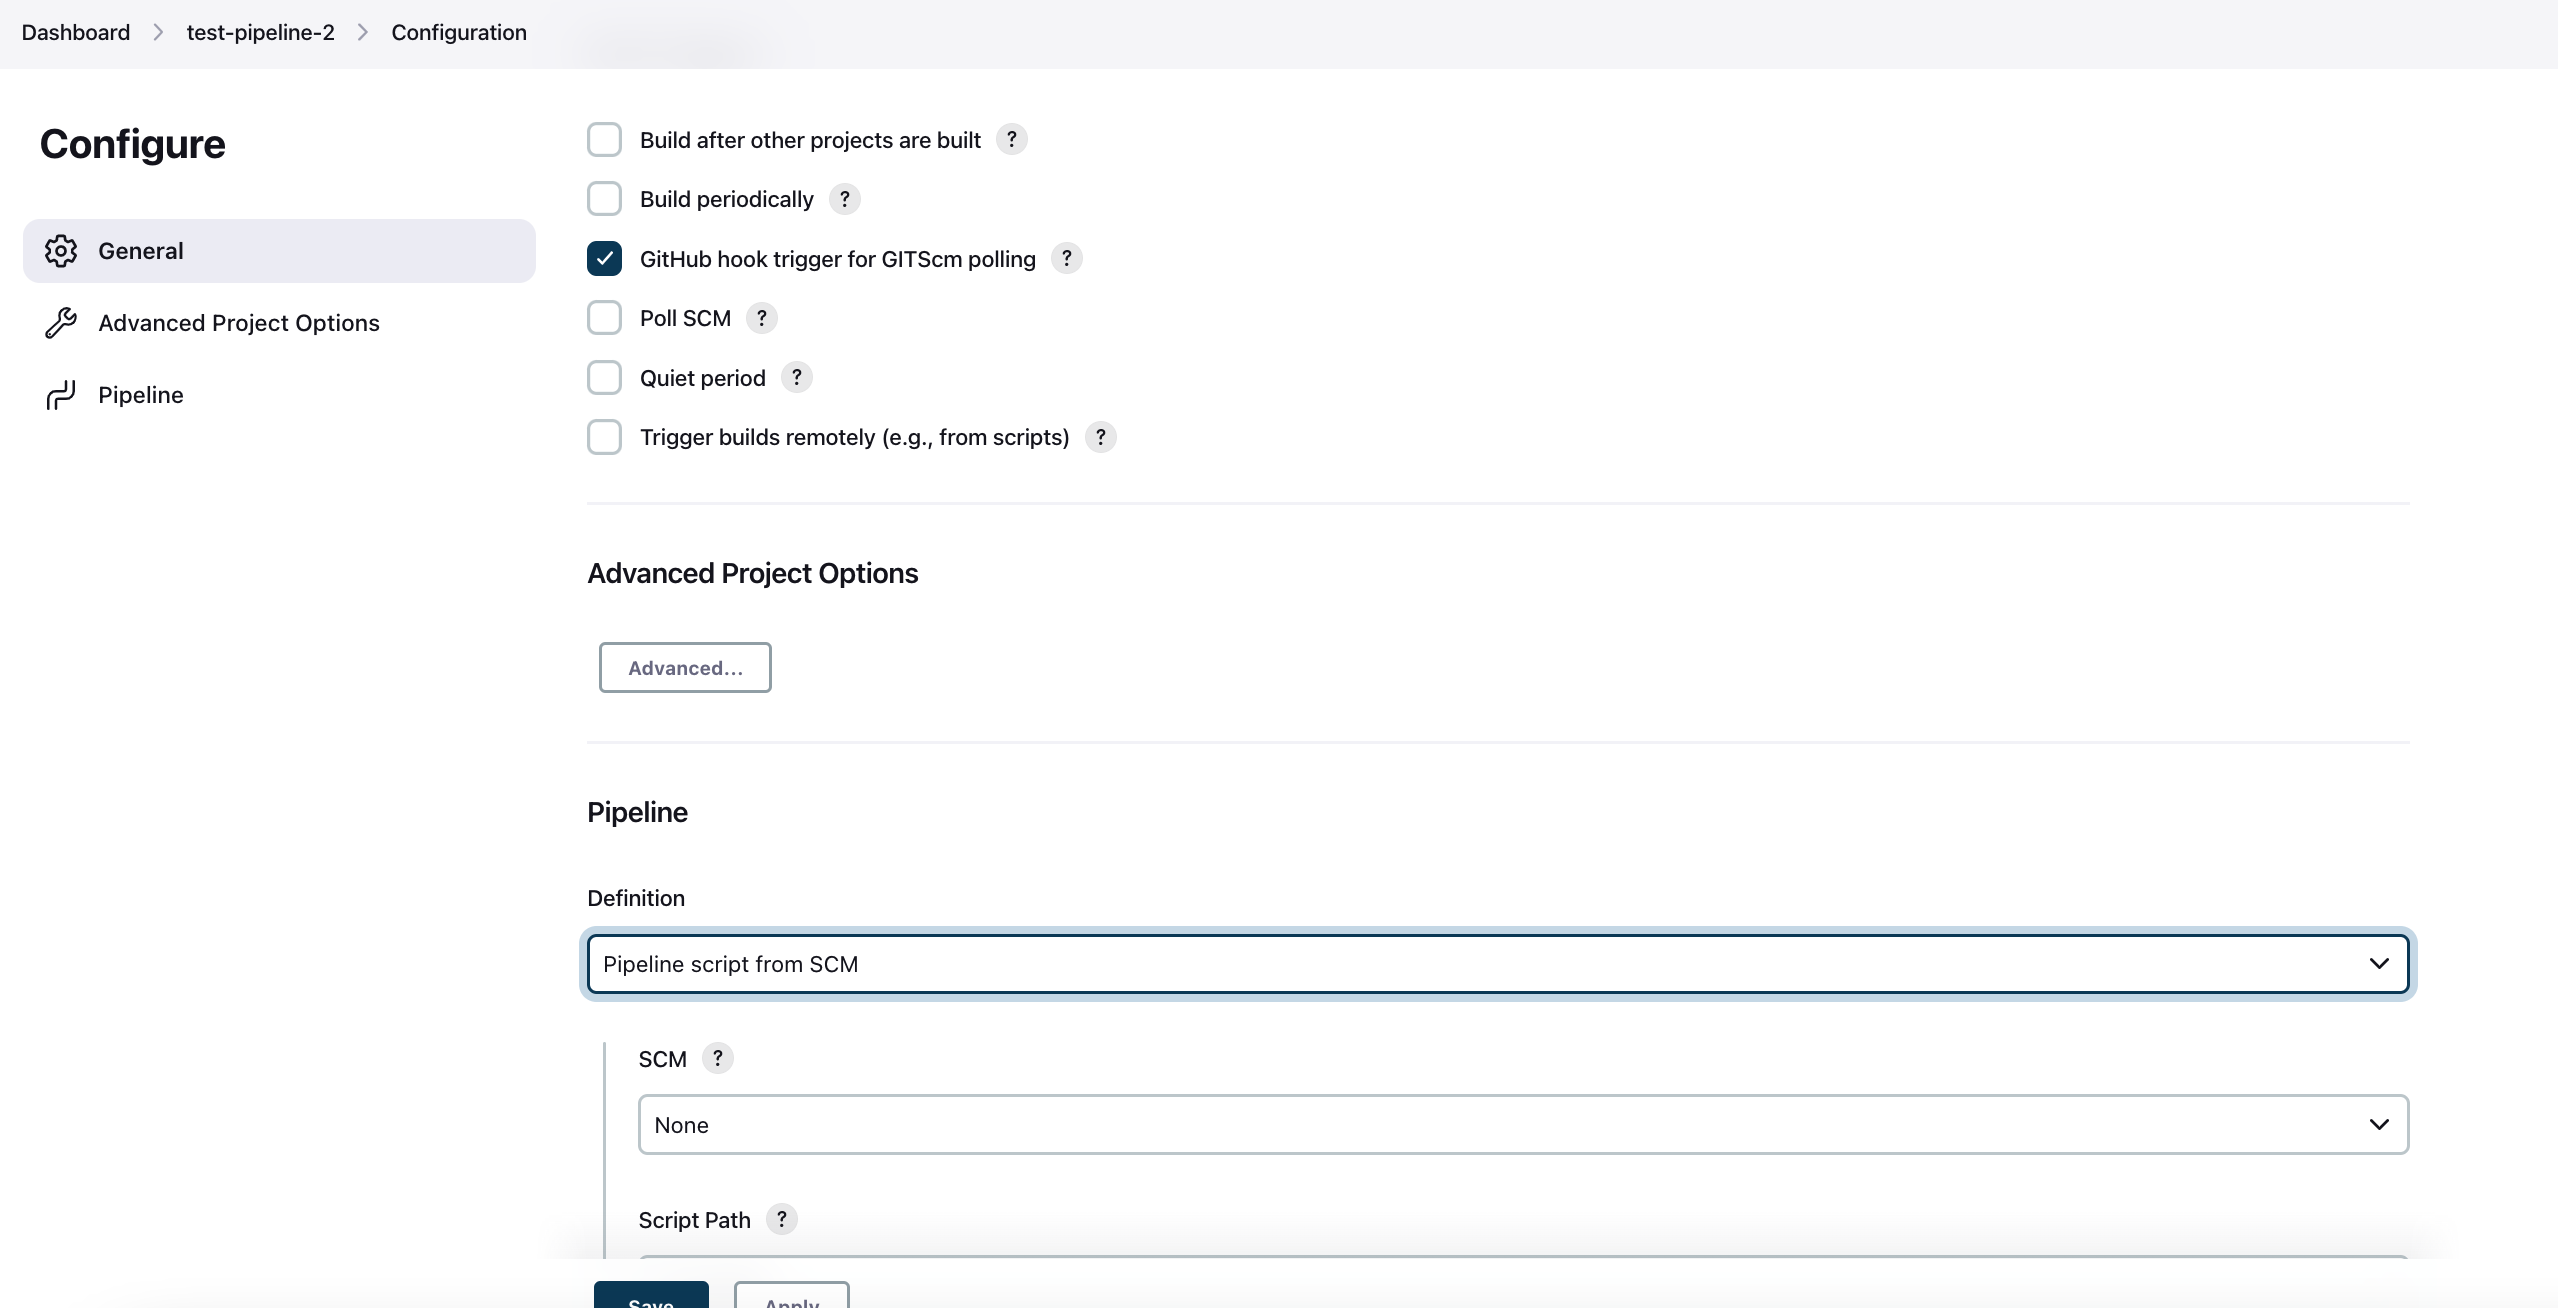 Dashboard > test-pipeline-2 > Configuration
Configure
General
Advanced Project Options
Pipeline
Build after other projects are built ?
Build periodically ?
GitHub hook trigger for GITScm polling ?
Poll SCM ?
Quiet period ?
Trigger builds remotely (e.g., from scripts) ?
Advanced Project Options
Advanced...
Pipeline
Definition
Pipeline script from SCM
SCM ?
None
Script Path ?
Save Apply